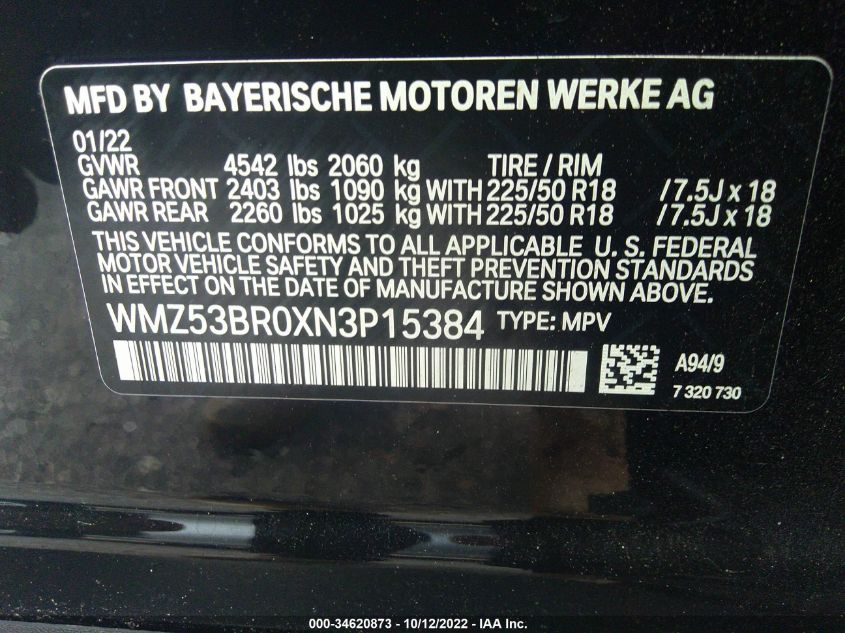 MFD BY BAYERISCHE MOTOREN WERKE AG
01/22
GVWR 4542 lbs 2060 kg TIRE / RIM
GAWR FRONT 2403 lbs 1090 kg WITH 225/50 R18 / 7.5J x 18
GAWR REAR 2260 lbs 1025 kg WITH 225/50 R18 / 7.5J x 18
THIS VEHICLE CONFORMS TO ALL APPLICABLE U. S. FEDERAL
MOTOR VEHICLE SAFETY AND THEFT PREVENTION STANDARDS
IN EFFECT ON THE DATE OF MANUFACTURE SHOWN ABOVE.
WMZ53BR0XN3P15384 TYPE: MPV
A94/9
7 320 730
000-34620873 - 10/12/2022 - IAA Inc.